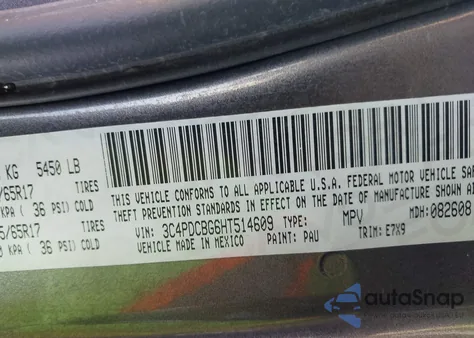 KG 5450 LB
/65R17 TIRES
KPA ( 36 PSI) COLD
5/65R17 TIRES
KPA ( 36 PSI) COLD
THIS VEHICLE CONFORMS TO ALL APPLICABLE U.S.A. FEDERAL MOTOR VEHICLE SAFE
THEFT PREVENTION STANDARDS IN EFFECT ON THE DATE OF MANUFACTURE SHOWN
VIN: 3C4PDCBG6HT514609 TYPE: MPV MDH: 082608
VEHICLE MADE IN MEXICO PAINT: PAU TRIM: E7X9
autoSnap